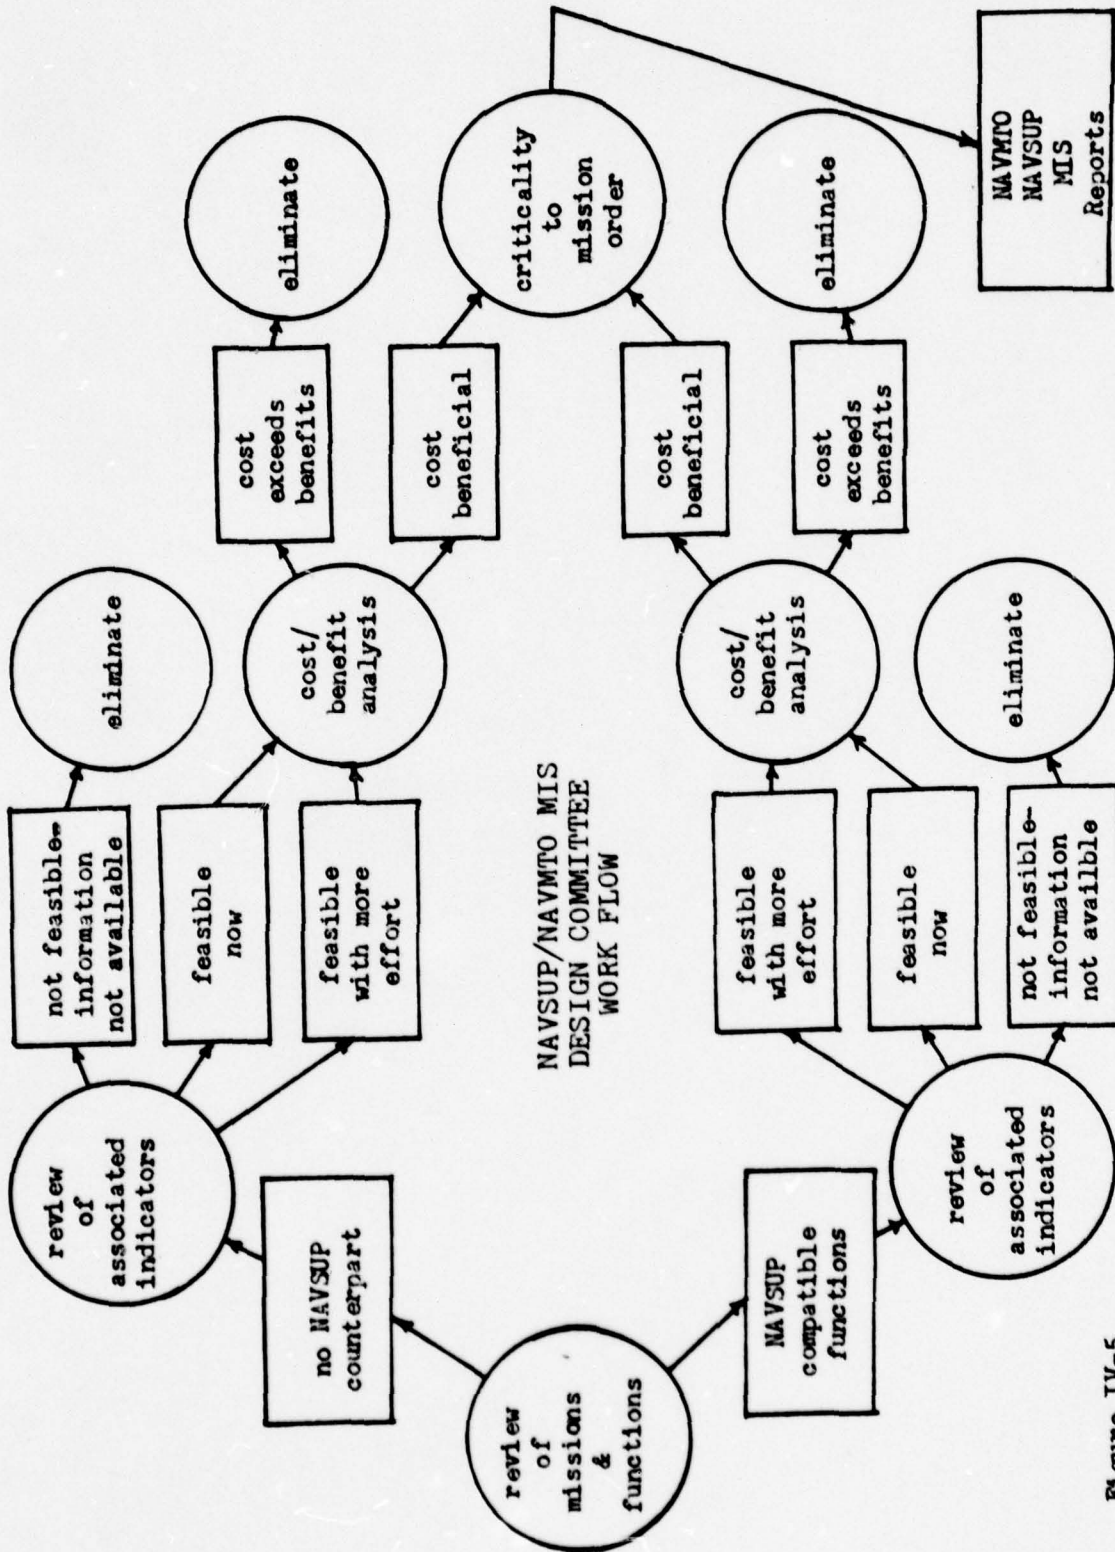 review
of
missions
&
functions
no NAVSUP
counterpart
NAVSUP
compatible
functions
review
of
associated
indicators
not feasible-
information
not available
feasible
now
feasible
with more
effort
eliminate
cost/
benefit
analysis
cost
exceeds
benefits
cost
beneficial
eliminate
NAVSUP/NAVMTO MIS
DESIGN COMMITTEE
WORK FLOW
criticality
to
mission
order
review
of
associated
indicators
feasible
with more
effort
feasible
now
not feasible-
information
not availble
cost/
benefit
analysis
eliminate
cost
beneficial
cost
exceeds
benefits
eliminate
NAVMTO
NAVSUP
MIS
Reports
Figure